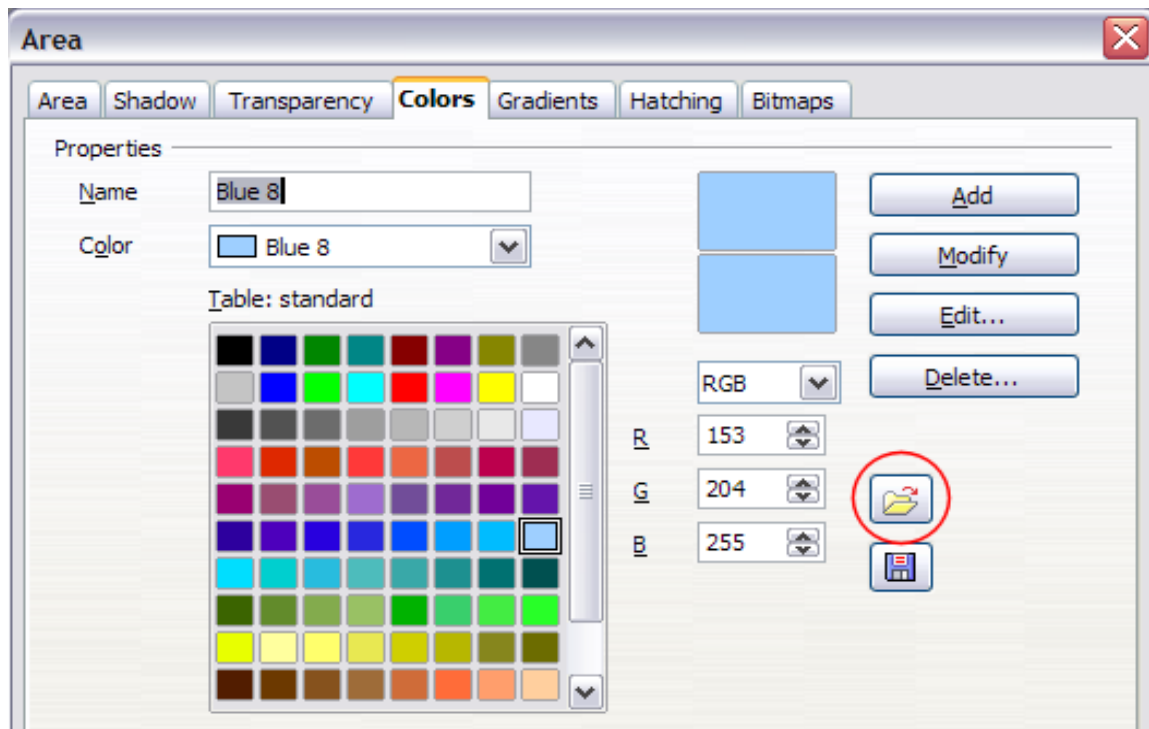 Area
Area Shadow Transparency Colors Gradients Hatching Bitmaps
Properties
Name Blue 8 Add
Color Blue 8 Modify
Table: standard
Edit...
RGB Delete...
R 153
G 204
B 255